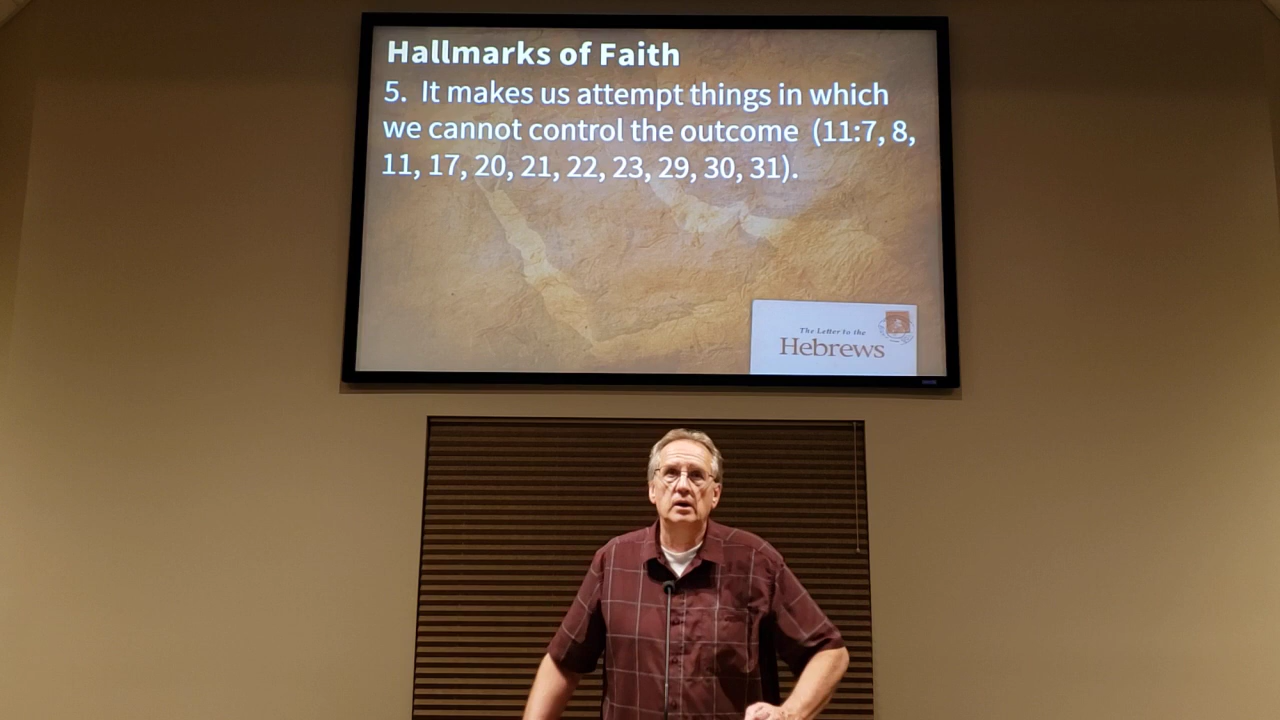 Hallmarks of Faith
5. It makes us attempt things in which
we cannot control the outcome (11:7, 8,
11, 17, 20, 21, 22, 23, 29, 30, 31).
The Letter to the
Hebrews